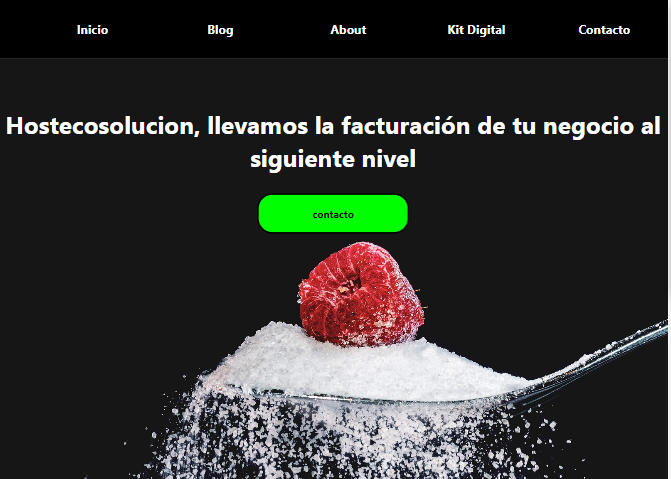 Inicio
Blog
About
Kit Digital
Contacto
Hostecosolucion, llevamos la facturación de tu negocio al
siguiente nivel
contacto